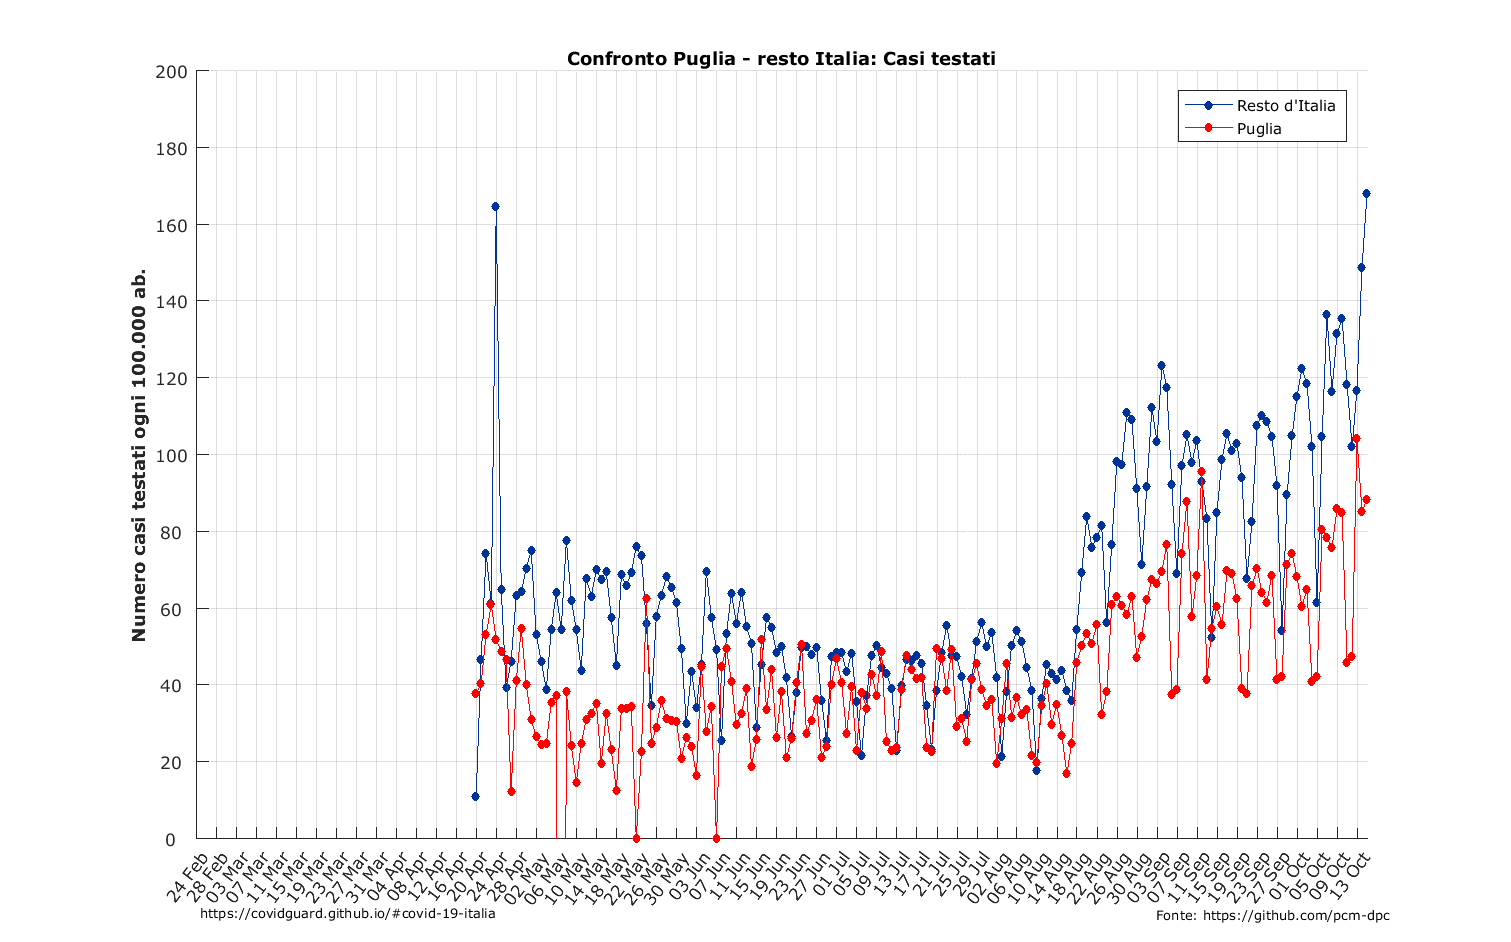 Confronto Puglia - resto Italia: Casi testati
Resto d'Italia
Puglia
Numero casi testati ogni 100.000 ab.
200
180
160
140
120
100
80
60
40
20
0
24 Feb
28 Feb
03 Mar
07 Mar
11 Mar
15 Mar
19 Mar
23 Mar
27 Mar
31 Mar
04 Apr
08 Apr
12 Apr
16 Apr
20 Apr
24 Apr
28 Apr
02 May
06 May
10 May
14 May
18 May
22 May
26 May
30 May
03 Jun
07 Jun
11 Jun
15 Jun
19 Jun
23 Jun
27 Jun
01 Jul
05 Jul
09 Jul
13 Jul
17 Jul
21 Jul
25 Jul
29 Jul
02 Aug
06 Aug
10 Aug
14 Aug
18 Aug
22 Aug
26 Aug
30 Aug
03 Sep
07 Sep
11 Sep
15 Sep
19 Sep
23 Sep
27 Sep
01 Oct
05 Oct
09 Oct
13 Oct
https://covidguard.github.io/#covid-19-italia
Fonte: https://github.com/pcm-dpc